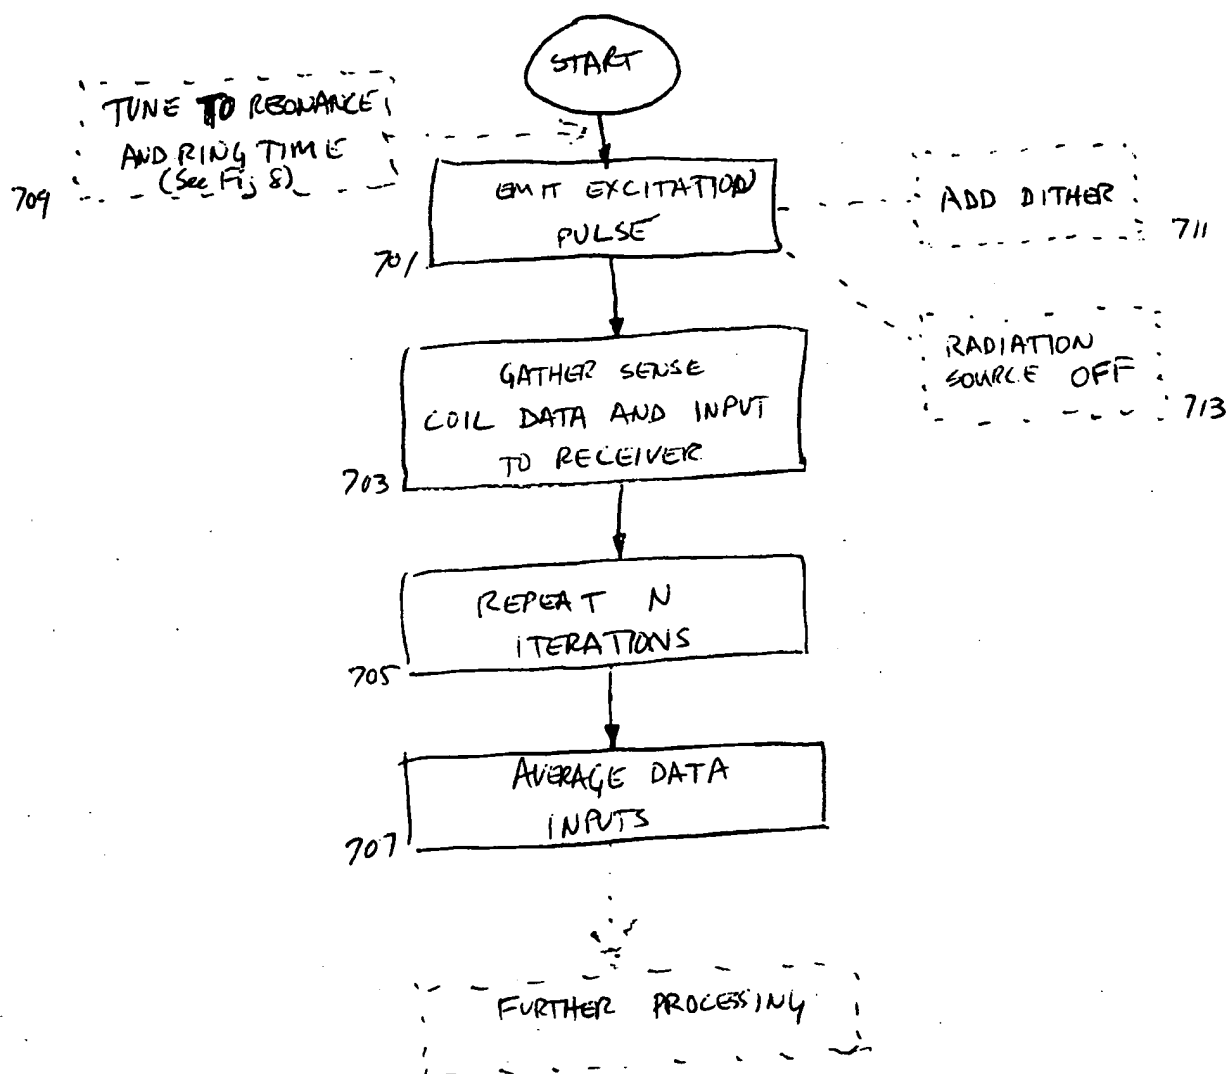 START
TUNE TO RESONANCE
AND RING TIME
(See Fig 8)
709
EMIT EXCITATION
PULSE
701
ADD DITHER
711
RADIATION
SOURCE OFF
713
GATHER SENSE
COIL DATA AND INPUT
TO RECEIVER
703
REPEAT N
ITERATIONS
705
AVERAGE DATA
INPUTS
707
FURTHER PROCESSING